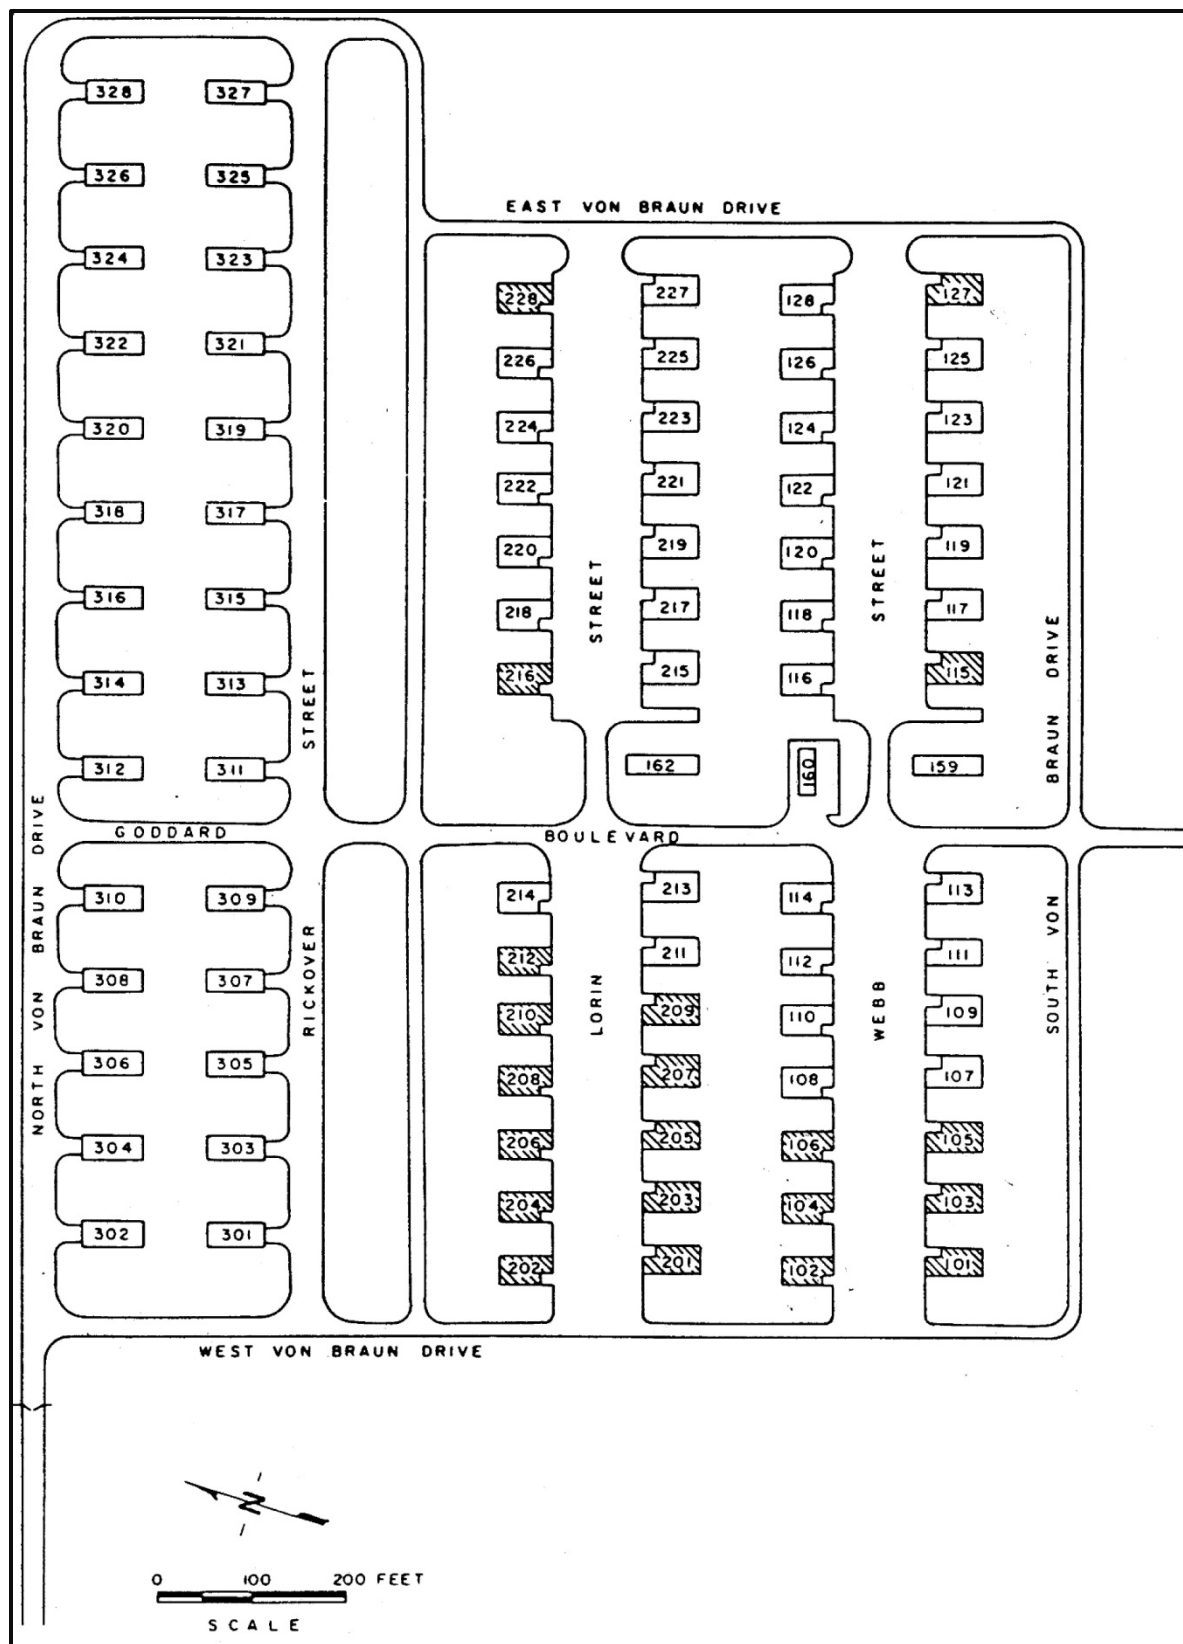 328 327
326 325
324 323
322 321
320 319
318 317
316 315
314 313
312 311
EAST VON BRAUN DRIVE
228 227 128 127
226 225 126 125
224 223 124 123
222 221 122 121
220 219 120 119
218 217 118 117
216 215 116 115
162 160 159
STREET
STREET
STREET
BRAUN DRIVE
GODDARD BOULEVARD
NORTH VON BRAUN DRIVE
310 309
308 307
306 305
304 303
302 301
RICKOVER
214 213 114 113
212 211 112 111
210 209 110 109
208 207 108 107
206 205 106 105
204 203 104 103
202 201 102 101
LORIN
WEBB
SOUTH VON
WEST VON BRAUN DRIVE
N
0 100 200 FEET
SCALE